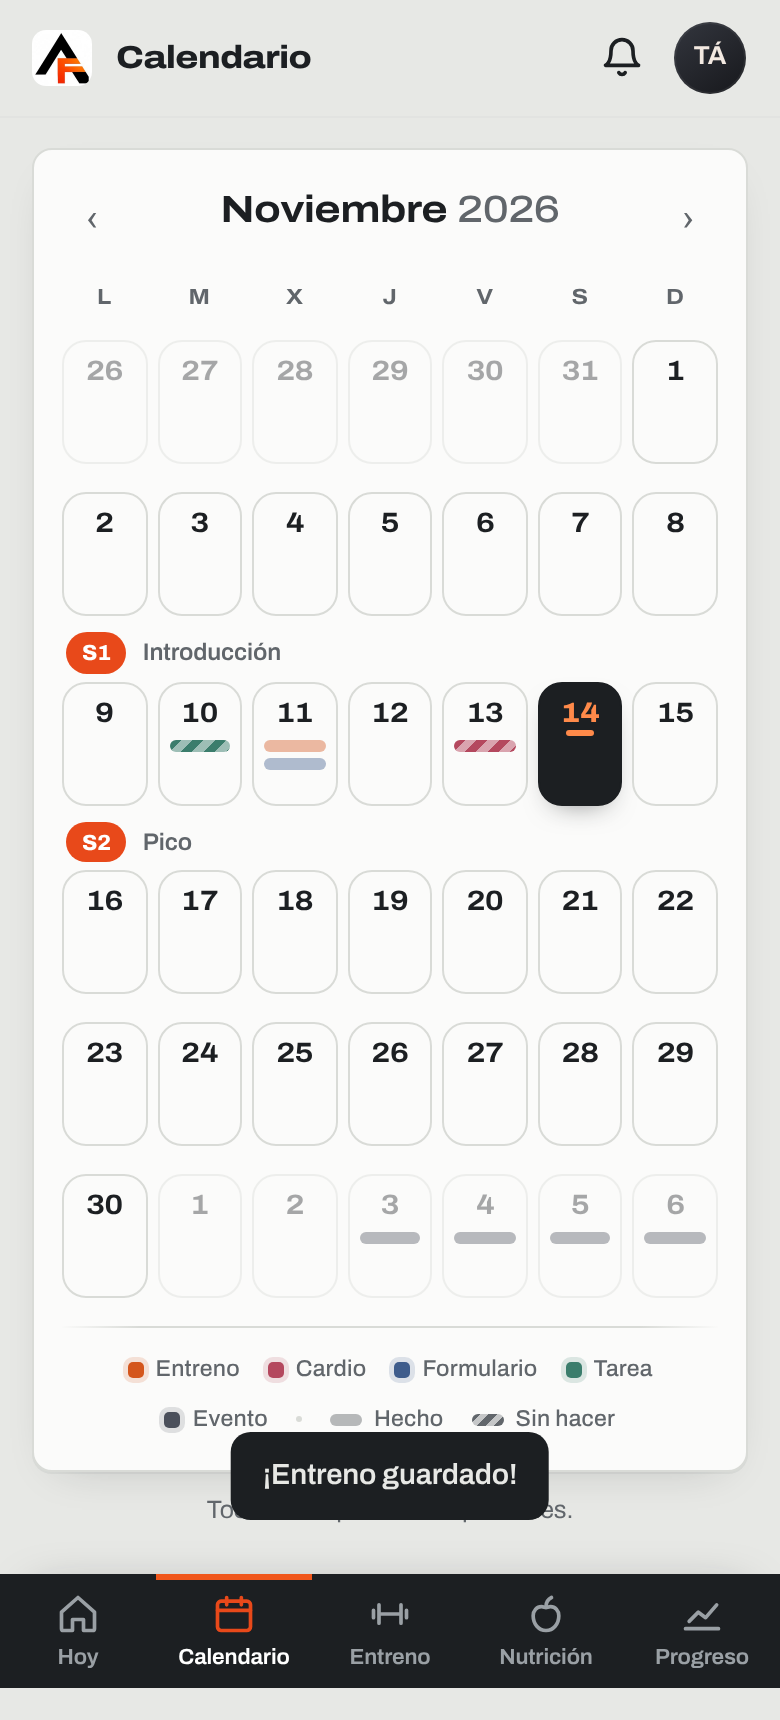 Calendario
TÁ
‹ Noviembre 2026 ›
L M X J V S D
26 27 28 29 30 31 1
2 3 4 5 6 7 8
S1 Introducción
9 10 11 12 13 14 15
S2 Pico
16 17 18 19 20 21 22
23 24 25 26 27 28 29
30 1 2 3 4 5 6
Entreno Cardio Formulario Tarea
Evento • Hecho Sin hacer
¡Entreno guardado!
Hoy Calendario Entreno Nutrición Progreso